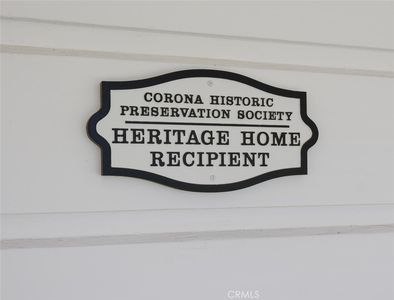 CORONA HISTORIC
PRESERVATION SOCIETY
HERITAGE HOME
RECIPIENT
CRMLS